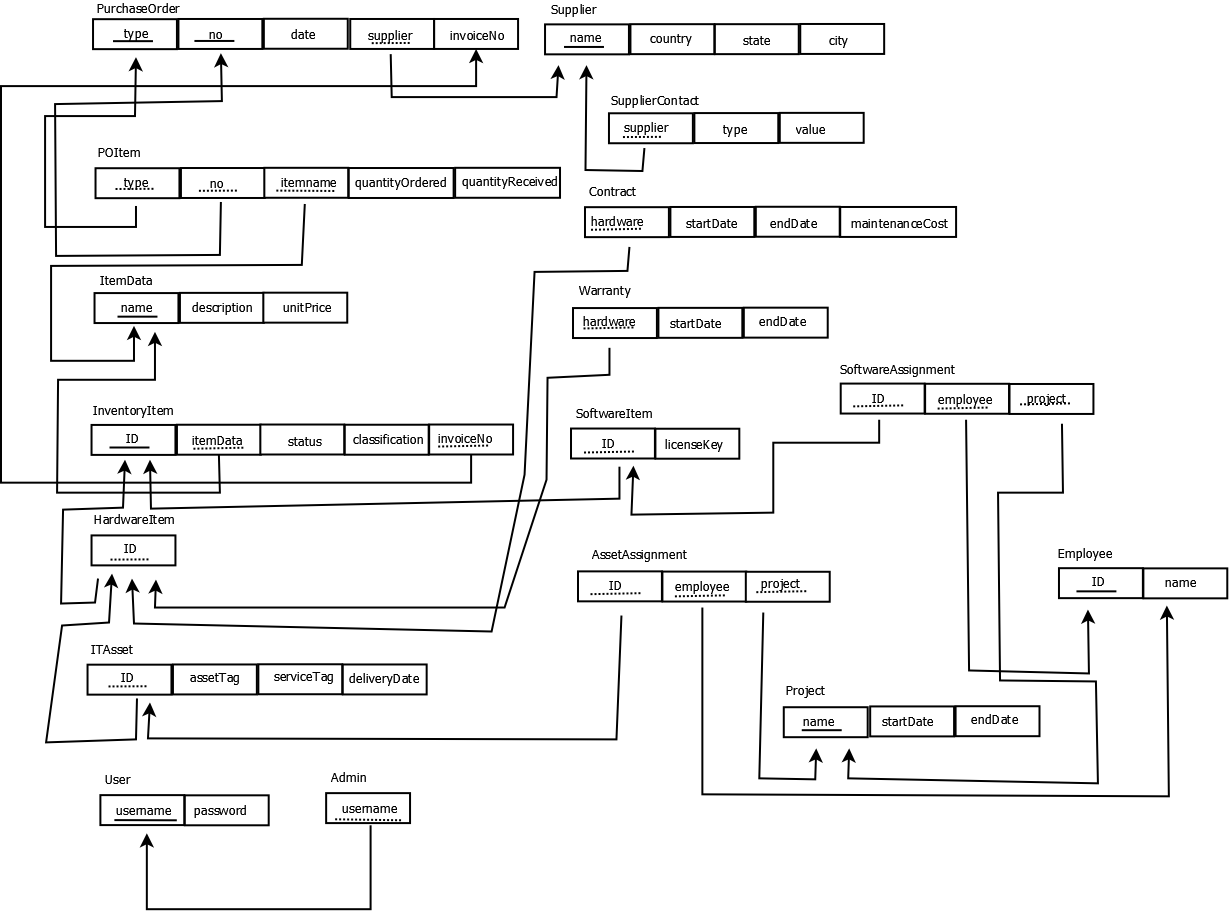 PurchaseOrder
type no date supplier invoiceNo
Supplier
name country state city
SupplierContact
supplier type value
POItem
type no itemname quantityOrdered quantityReceived
Contract
hardware startDate endDate maintenanceCost
ItemData
name description unitPrice
Warranty
hardware startDate endDate
SoftwareAssignment
ID employee project
InventoryItem
ID itemData status classification invoiceNo
SoftwareItem
ID licenseKey
HardwareItem
ID
AssetAssignment
ID employee project
Employee
ID name
ITAsset
ID assetTag serviceTag deliveryDate
Project
name startDate endDate
User
username password
Admin
username